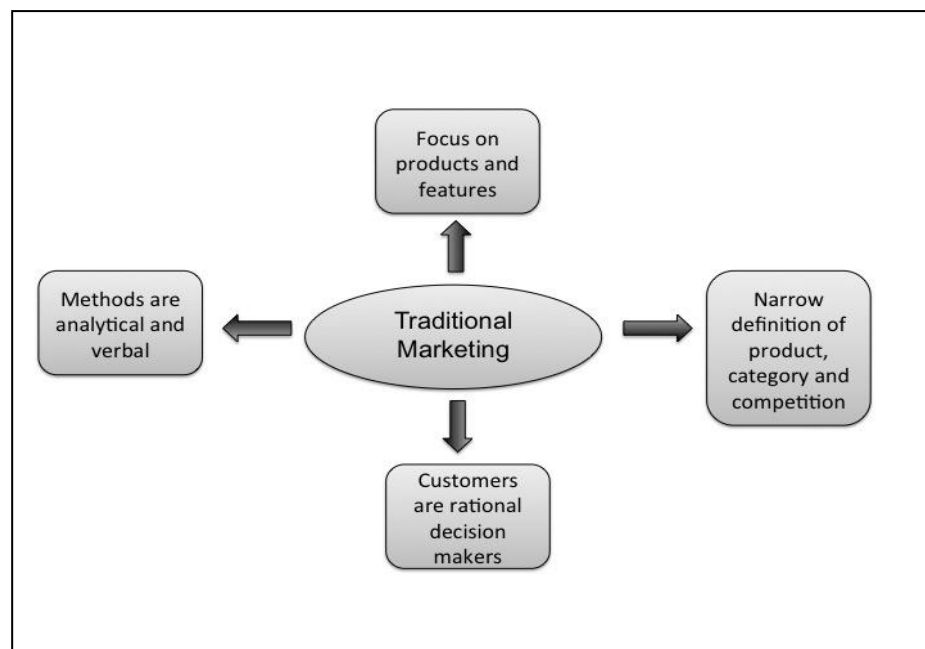 Focus on
products and
features
Methods are
analytical and
verbal
Traditional
Marketing
Narrow
definition of
product,
category and
competition
Customers
are rational
decision
makers